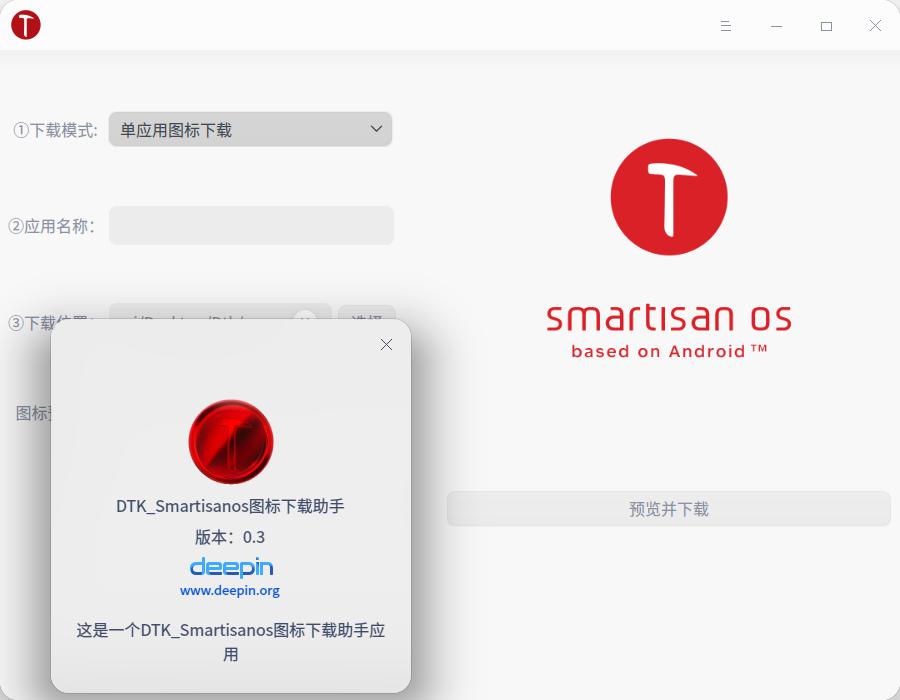 ①下载模式:
单应用图标下载
②应用名称：
③下载位置：
选择
图标
smartisan os
based on Android™
预览并下载
DTK_Smartisanos图标下载助手
版本：0.3
deepin
www.deepin.org
这是一个DTK_Smartisanos图标下载助手应
用